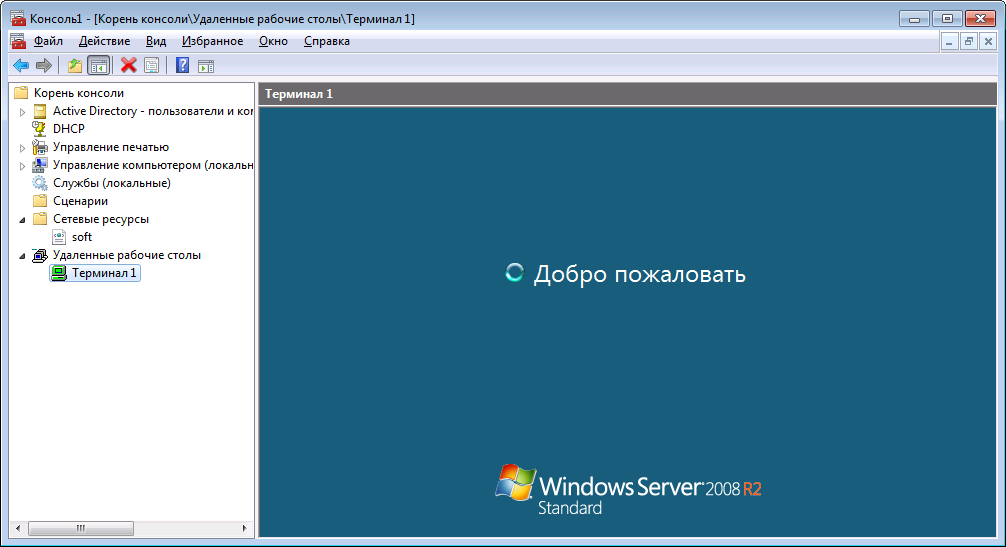 Консоль1 - [Корень консоли\Удаленные рабочие столы\Терминал 1]
Файл Действие Вид Избранное Окно Справка
Корень консоли
Active Directory - пользователи и ком
DHCP
Управление печатью
Управление компьютером (локальн
Службы (локальные)
Сценарии
Сетевые ресурсы
soft
Удаленные рабочие столы
Терминал 1
Терминал 1
Добро пожаловать
Windows Server 2008 R2
Standard